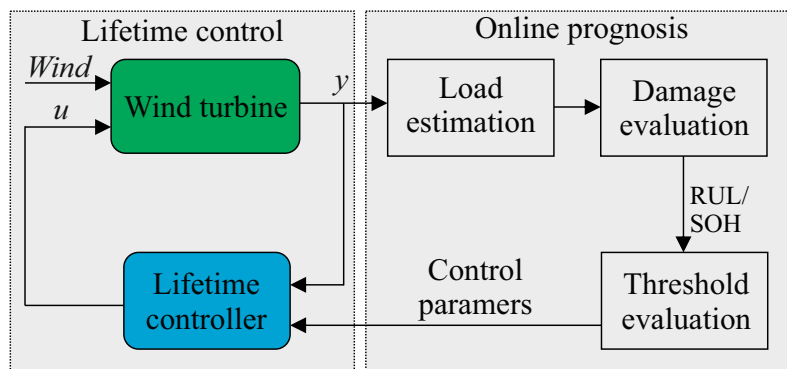 Lifetime control
Online prognosis
Wind
u
Wind turbine
y
Load
estimation
Damage
evaluation
RUL/
SOH
Lifetime
controller
Control
paramers
Threshold
evaluation